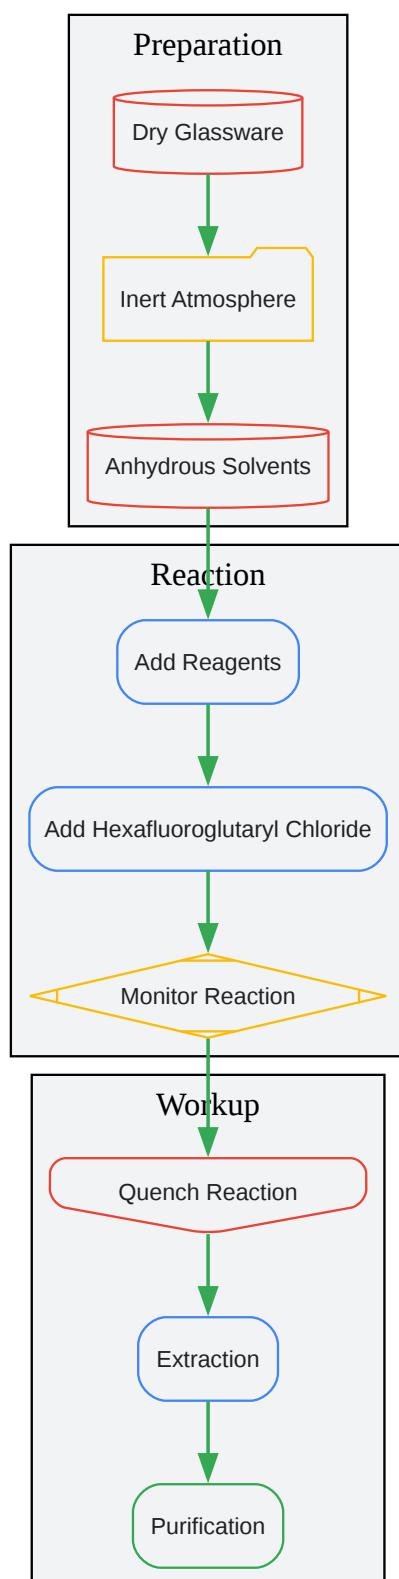 Preparation
Dry Glassware
Inert Atmosphere
Anhydrous Solvents
Reaction
Add Reagents
Add Hexafluoroglutaryl Chloride
Monitor Reaction
Workup
Quench Reaction
Extraction
Purification